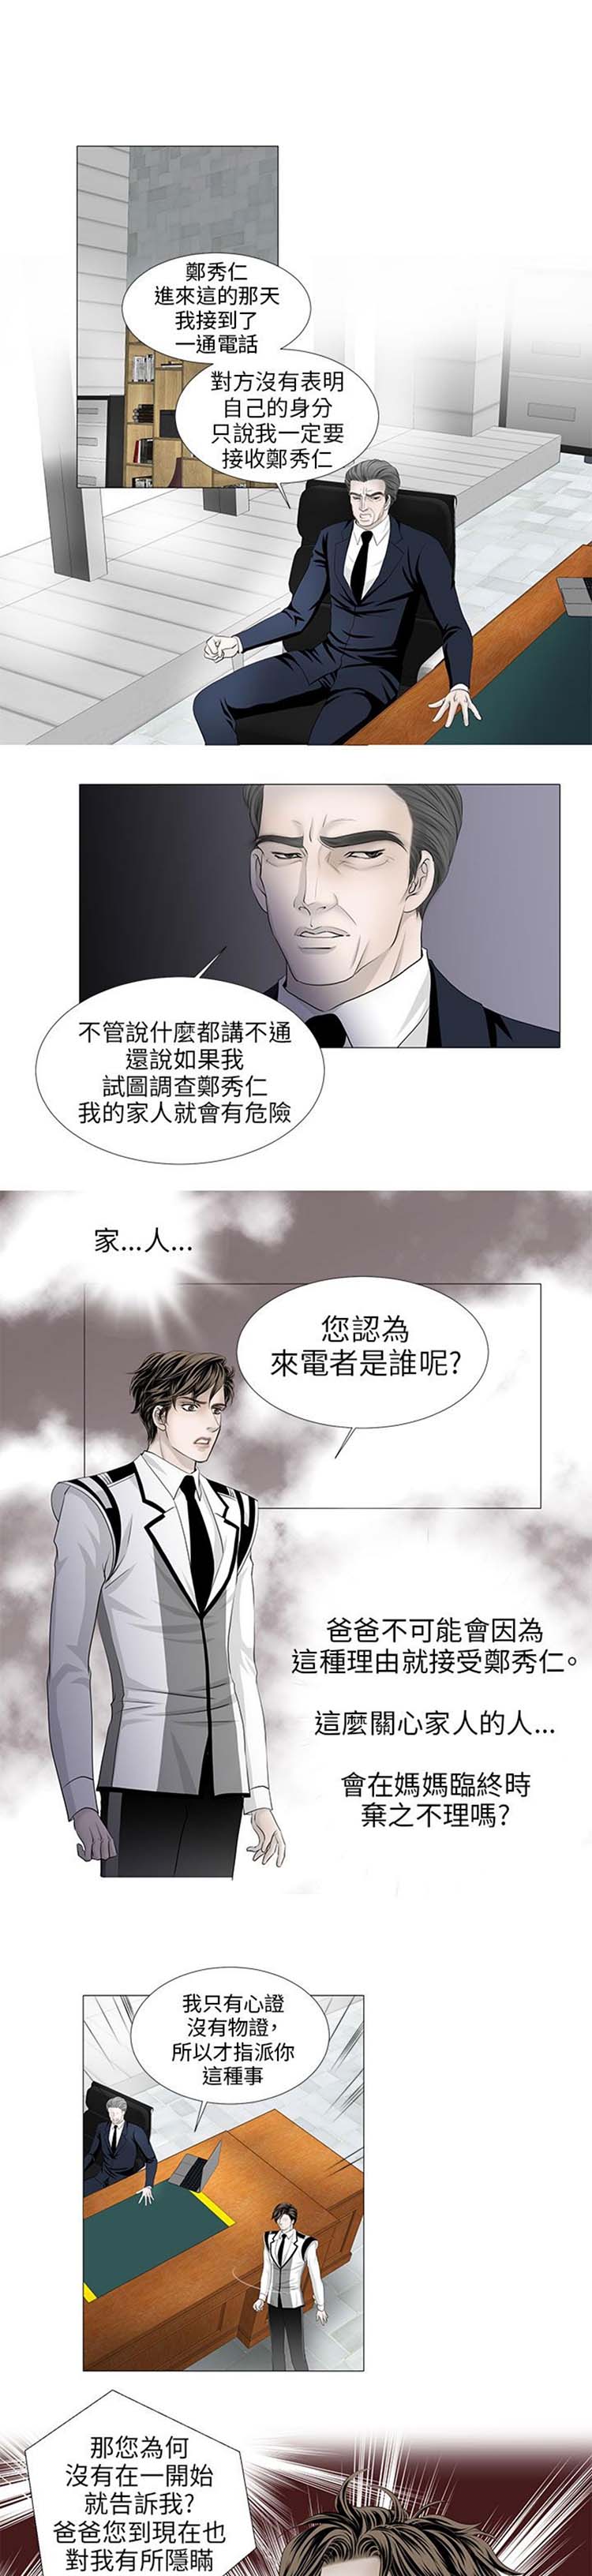 鄭秀仁
進來這的那天
我接到了
一通電話
對方沒有表明
自己的身分
只說我一定要
接收鄭秀仁
不管說什麼都講不通
還說如果我
試圖調查鄭秀仁
我的家人就會有危險
家...人...
您認為
來電者是誰呢?
爸爸不可能會因為
這種理由就接受鄭秀仁。
這麼關心家人的人...
會在媽媽臨終時
棄之不理嗎?
我只有心證
沒有物證,
所以才指派你
這種事
那您為何
沒有在一開始
就告訴我?
爸爸您到現在也
對我有所隱瞞